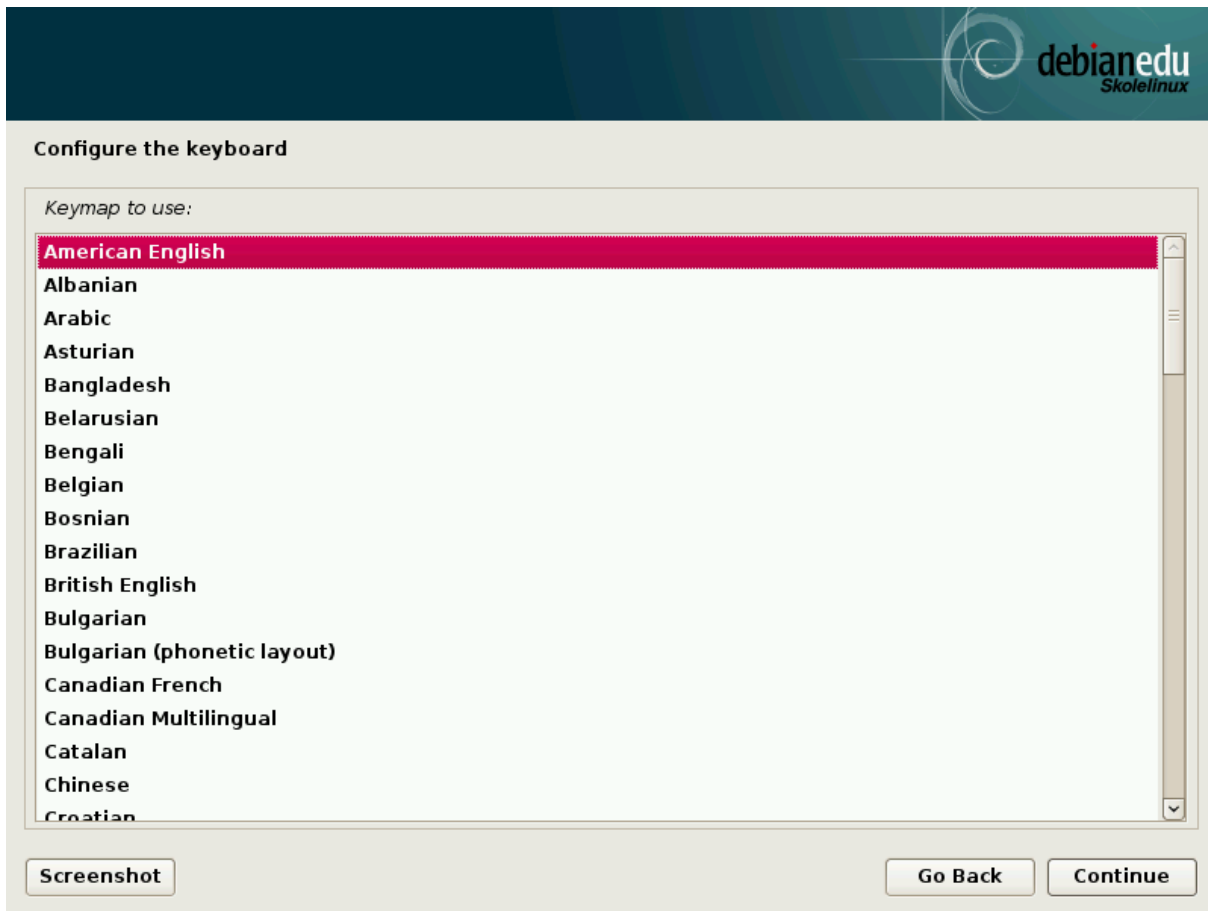 debianedu
Skolelinux
Configure the keyboard
Keymap to use:
American English
Albanian
Arabic
Asturian
Bangladesh
Belarusian
Bengali
Belgian
Bosnian
Brazilian
British English
Bulgarian
Bulgarian (phonetic layout)
Canadian French
Canadian Multilingual
Catalan
Chinese
Croatian
Screenshot
Go Back
Continue